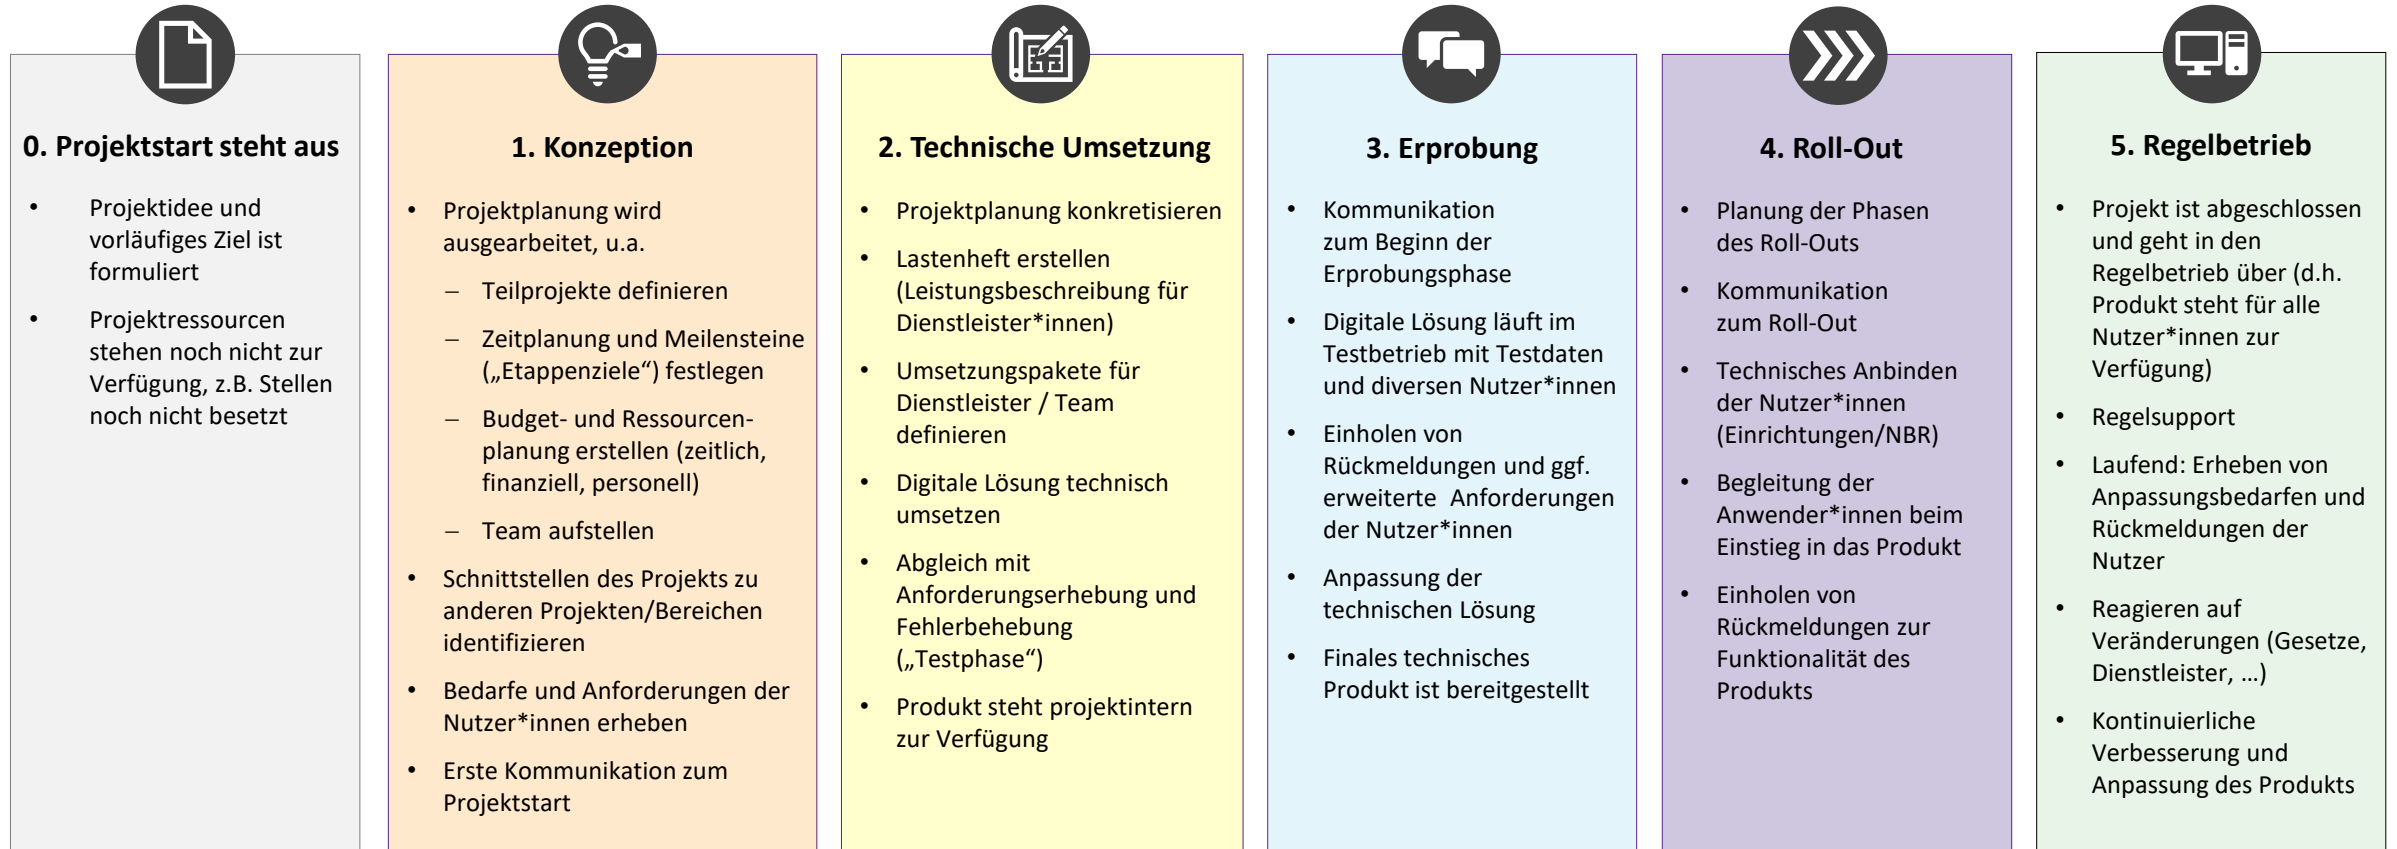 0. Projektstart steht aus
• Projektidee und
vorläufiges Ziel ist
formuliert
• Projektressourcen
stehen noch nicht zur
Verfügung, z.B. Stellen
noch nicht besetzt
1. Konzeption
• Projektplanung wird
ausgearbeitet, u.a.
– Teilprojekte definieren
– Zeitplanung und Meilensteine
(„Etappenziele“) festlegen
– Budget- und Ressourcen-
planung erstellen (zeitlich,
finanziell, personell)
– Team aufstellen
• Schnittstellen des Projekts zu
anderen Projekten/Bereichen
identifizieren
• Bedarfe und Anforderungen der
Nutzer*innen erheben
• Erste Kommunikation zum
Projektstart
2. Technische Umsetzung
• Projektplanung konkretisieren
• Lastenheft erstellen
(Leistungsbeschreibung für
Dienstleister*innen)
• Umsetzungspakete für
Dienstleister / Team
definieren
• Digitale Lösung technisch
umsetzen
• Abgleich mit
Anforderungserhebung und
Fehlerbehebung
(„Testphase“)
• Produkt steht projektintern
zur Verfügung
3. Erprobung
• Kommunikation
zum Beginn der
Erprobungsphase
• Digitale Lösung läuft im
Testbetrieb mit Testdaten
und diversen Nutzer*innen
• Einholen von
Rückmeldungen und ggf.
erweiterte Anforderungen
der Nutzer*innen
• Anpassung der
technischen Lösung
• Finales technisches
Produkt ist bereitgestellt
4. Roll-Out
• Planung der Phasen
des Roll-Outs
• Kommunikation
zum Roll-Out
• Technisches Anbinden
der Nutzer*innen
(Einrichtungen/NBR)
• Begleitung der
Anwender*innen beim
Einstieg in das Produkt
• Einholen von
Rückmeldungen zur
Funktionalität des
Produkts
5. Regelbetrieb
• Projekt ist abgeschlossen
und geht in den
Regelbetrieb über (d.h.
Produkt steht für alle
Nutzer*innen zur
Verfügung)
• Regelsupport
• Laufend: Erheben von
Anpassungsbedarfen und
Rückmeldungen der
Nutzer
• Reagieren auf
Veränderungen (Gesetze,
Dienstleister, …)
• Kontinuierliche
Verbesserung und
Anpassung des Produkts